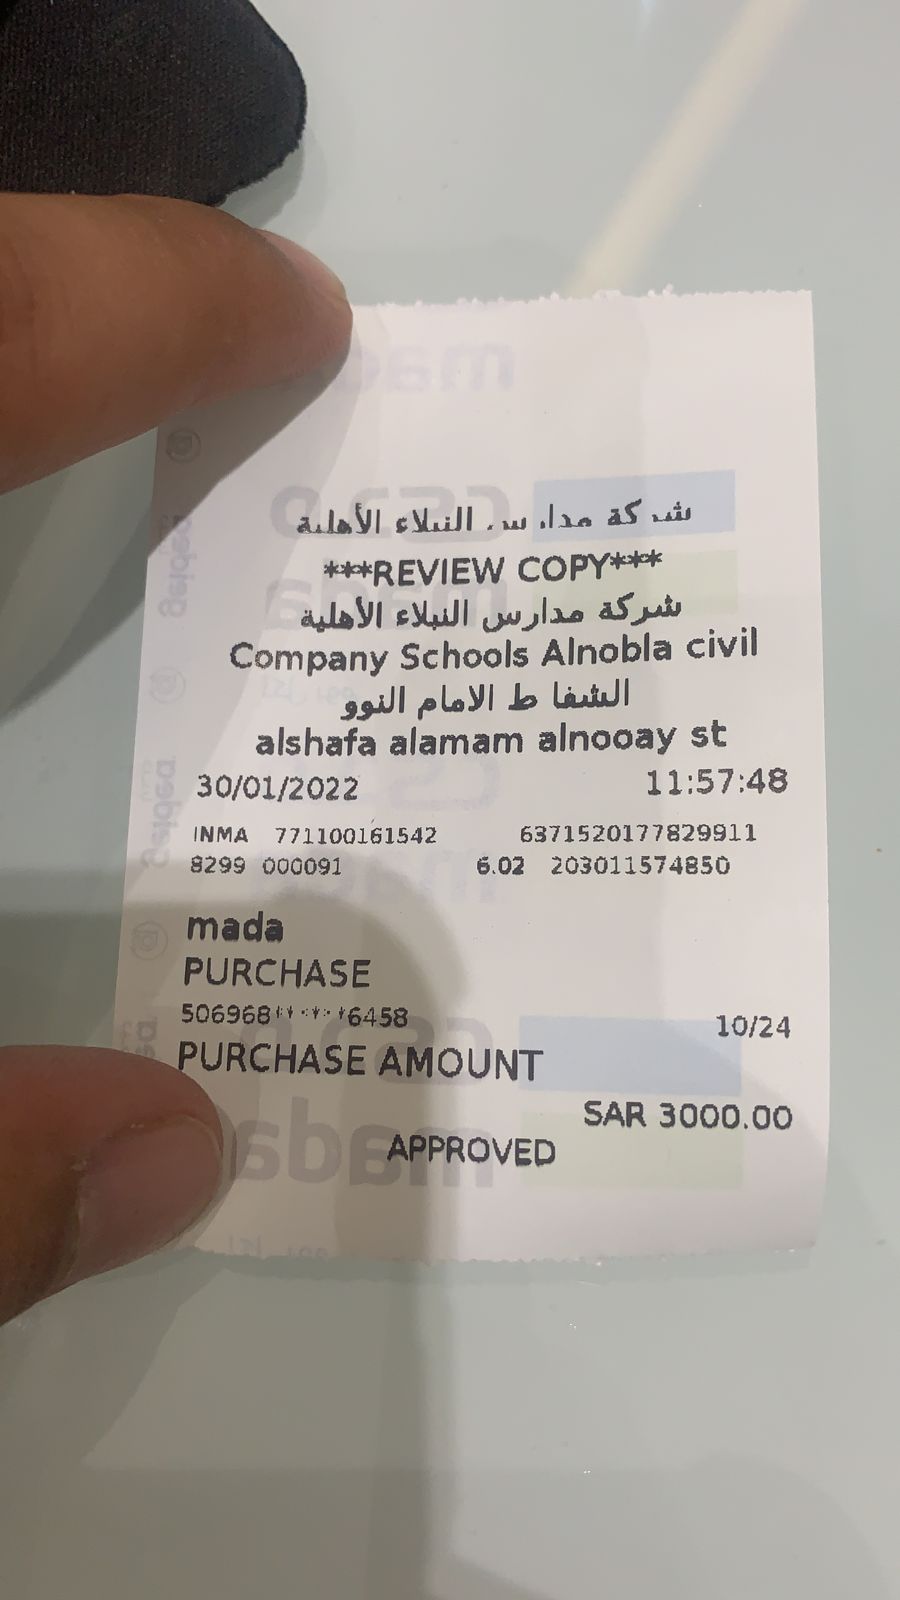 شركة مدارس النبلاء الأهلية
***REVIEW COPY***
شركة مدارس النبلاء الأهلية
Company Schools Alnobla civil
الشفا ط الامام النوو
alshafa alamam alnooay st
30/01/2022 11:57:48
INMA 771100161542 6371520177829911
8299 000091 6.02 203011574850
mada
PURCHASE
506968******6458 10/24
PURCHASE AMOUNT
SAR 3000.00
APPROVED